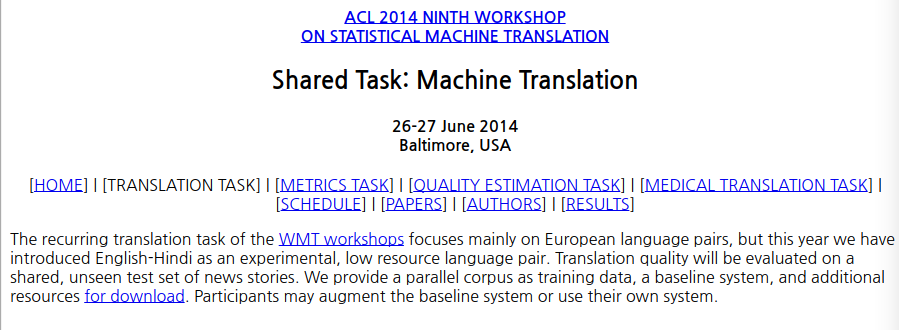 ACL 2014 NINTH WORKSHOP
ON STATISTICAL MACHINE TRANSLATION
Shared Task: Machine Translation
26-27 June 2014
Baltimore, USA
[HOME] | [TRANSLATION TASK] | [METRICS TASK] | [QUALITY ESTIMATION TASK] | [MEDICAL TRANSLATION TASK] |
[SCHEDULE] | [PAPERS] | [AUTHORS] | [RESULTS]
The recurring translation task of the WMT workshops focuses mainly on European language pairs, but this year we have
introduced English-Hindi as an experimental, low resource language pair. Translation quality will be evaluated on a
shared, unseen test set of news stories. We provide a parallel corpus as training data, a baseline system, and additional
resources for download. Participants may augment the baseline system or use their own system.